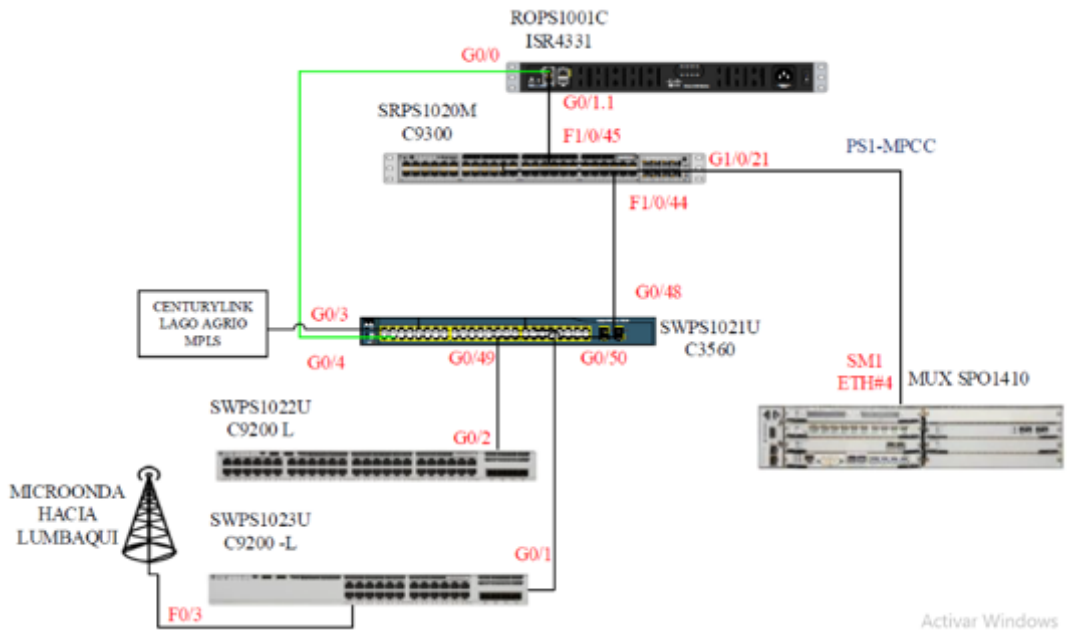 ROPS1001C
ISR4331
G0/0
G0/1.1
SRPS1020M
C9300
F1/0/45
G1/0/21
PS1-MPCC
F1/0/44
G0/48
CENTURYLINK
LAGO AGRIO
MPLS
G0/3
SWPS1021U
C3560
G0/4
G0/49
G0/50
SM1
ETH#4
MUX SPO1410
SWPS1022U
C9200 L
G0/2
MICROONDA
HACIA
LUMBAQUI
SWPS1023U
C9200 -L
G0/1
F0/3
Activar Windows